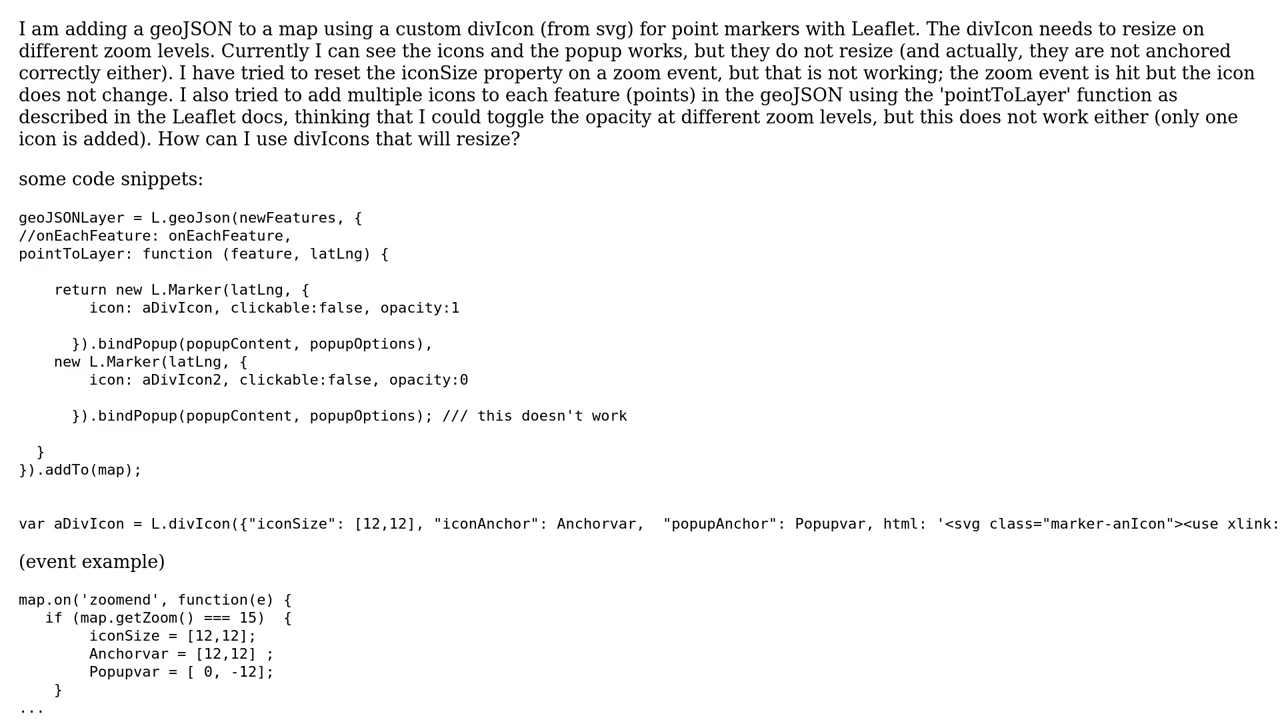 I am adding a geoJSON to a map using a custom divIcon (from svg) for point markers with Leaflet. The divIcon needs to resize on
different zoom levels. Currently I can see the icons and the popup works, but they do not resize (and actually, they are not anchored
correctly either). I have tried to reset the iconSize property on a zoom event, but that is not working; the zoom event is hit but the icon
does not change. I also tried to add multiple icons to each feature (points) in the geoJSON using the 'pointToLayer' function as
described in the Leaflet docs, thinking that I could toggle the opacity at different zoom levels, but this does not work either (only one
icon is added). How can I use divIcons that will resize?
some code snippets:
geoJSONLayer = L.geoJson(newFeatures, {
//onEachFeature: onEachFeature,
pointToLayer: function (feature, latLng) {
    return new L.Marker(latLng, {
        icon: aDivIcon, clickable:false, opacity:1
      }).bindPopup(popupContent, popupOptions),
    new L.Marker(latLng, {
        icon: aDivIcon2, clickable:false, opacity:0
      }).bindPopup(popupContent, popupOptions); /// this doesn't work
  }
}).addTo(map);
var aDivIcon = L.divIcon({"iconSize": [12,12], "iconAnchor": Anchorvar,  "popupAnchor": Popupvar, html: '<svg class="marker-anIcon"><use xlink:
(event example)
map.on('zoomend', function(e) {
   if (map.getZoom() === 15)  {
        iconSize = [12,12];
        Anchorvar = [12,12] ;
        Popupvar = [ 0, -12];
    }
...